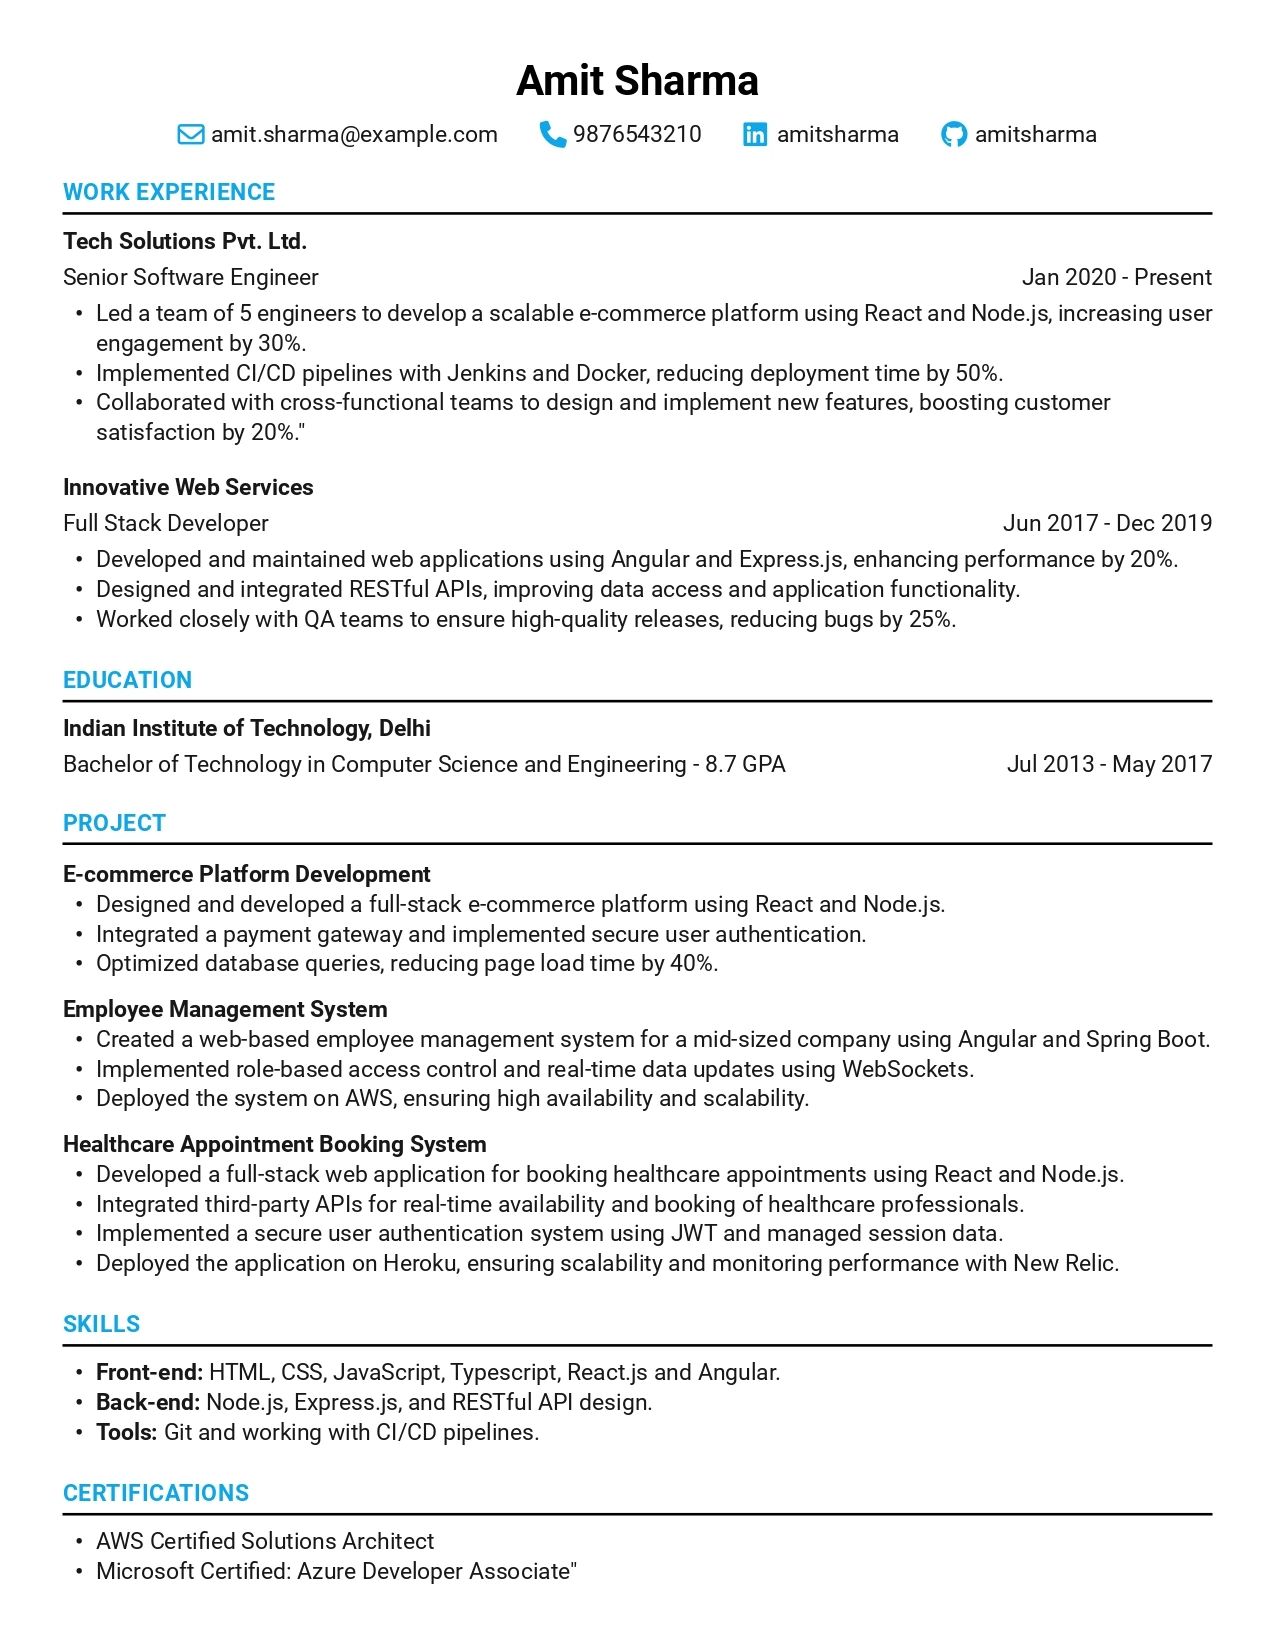 Amit Sharma
amit.sharma@example.com 9876543210 amitsharma amitsharma
WORK EXPERIENCE
Tech Solutions Pvt. Ltd.
Senior Software Engineer Jan 2020 - Present
• Led a team of 5 engineers to develop a scalable e-commerce platform using React and Node.js, increasing user
engagement by 30%.
• Implemented CI/CD pipelines with Jenkins and Docker, reducing deployment time by 50%.
• Collaborated with cross-functional teams to design and implement new features, boosting customer
satisfaction by 20%."
Innovative Web Services
Full Stack Developer Jun 2017 - Dec 2019
• Developed and maintained web applications using Angular and Express.js, enhancing performance by 20%.
• Designed and integrated RESTful APIs, improving data access and application functionality.
• Worked closely with QA teams to ensure high-quality releases, reducing bugs by 25%.
EDUCATION
Indian Institute of Technology, Delhi
Bachelor of Technology in Computer Science and Engineering - 8.7 GPA Jul 2013 - May 2017
PROJECT
E-commerce Platform Development
• Designed and developed a full-stack e-commerce platform using React and Node.js.
• Integrated a payment gateway and implemented secure user authentication.
• Optimized database queries, reducing page load time by 40%.
Employee Management System
• Created a web-based employee management system for a mid-sized company using Angular and Spring Boot.
• Implemented role-based access control and real-time data updates using WebSockets.
• Deployed the system on AWS, ensuring high availability and scalability.
Healthcare Appointment Booking System
• Developed a full-stack web application for booking healthcare appointments using React and Node.js.
• Integrated third-party APIs for real-time availability and booking of healthcare professionals.
• Implemented a secure user authentication system using JWT and managed session data.
• Deployed the application on Heroku, ensuring scalability and monitoring performance with New Relic.
SKILLS
• Front-end: HTML, CSS, JavaScript, Typescript, React.js and Angular.
• Back-end: Node.js, Express.js, and RESTful API design.
• Tools: Git and working with CI/CD pipelines.
CERTIFICATIONS
• AWS Certified Solutions Architect
• Microsoft Certified: Azure Developer Associate"